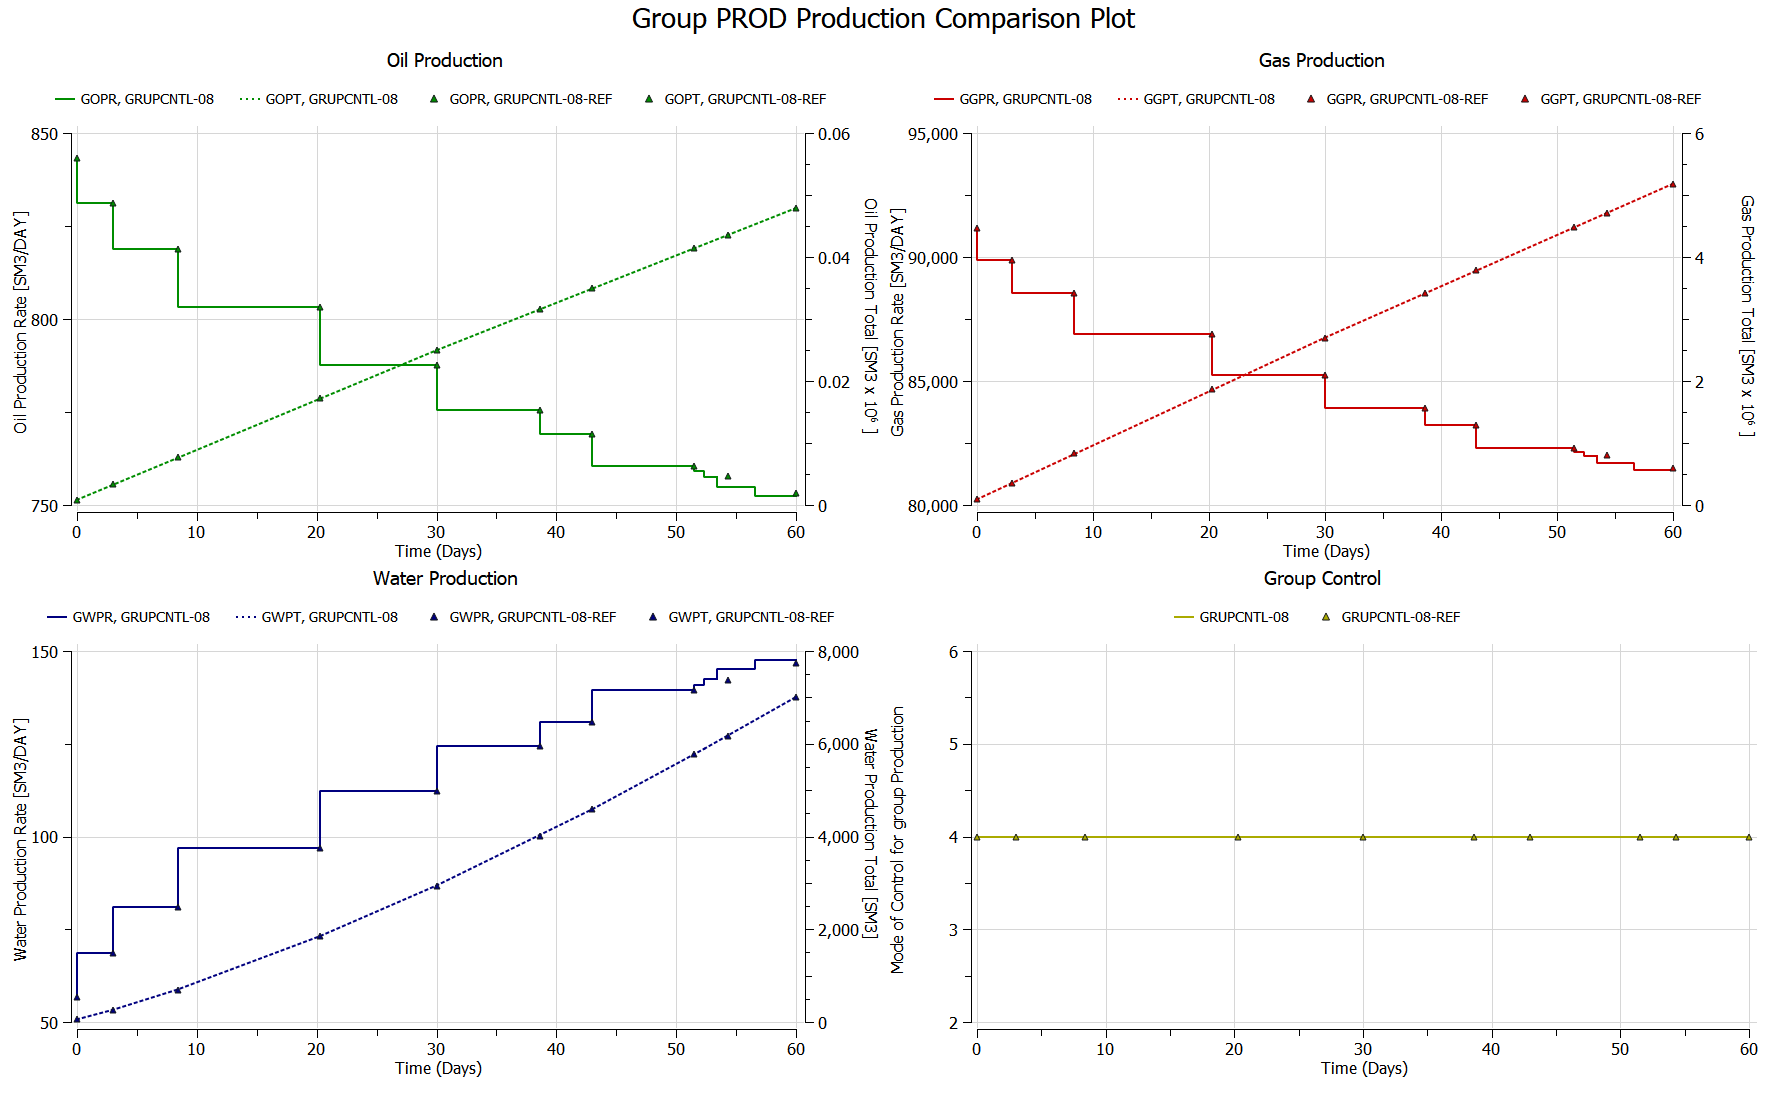 Group PROD Production Comparison Plot
Oil Production
GOPR, GRUPCNTL-08 GOPT, GRUPCNTL-08 GOPR, GRUPCNTL-08-REF GOPT, GRUPCNTL-08-REF
Oil Production Rate [SM3/DAY]
850
800
750
Oil Production Total [SM3 x 10⁶ ]
0.06
0.04
0.02
0
0 10 20 30 40 50 60
Time (Days)
Gas Production
GGPR, GRUPCNTL-08 GGPT, GRUPCNTL-08 GGPR, GRUPCNTL-08-REF GGPT, GRUPCNTL-08-REF
Gas Production Rate [SM3/DAY]
95,000
90,000
85,000
80,000
Gas Production Total [SM3 x 10⁶ ]
6
4
2
0
0 10 20 30 40 50 60
Time (Days)
Water Production
GWPR, GRUPCNTL-08 GWPT, GRUPCNTL-08 GWPR, GRUPCNTL-08-REF GWPT, GRUPCNTL-08-REF
Water Production Rate [SM3/DAY]
150
100
50
Water Production Total [SM3]
8,000
6,000
4,000
2,000
0
0 10 20 30 40 50 60
Time (Days)
Group Control
GRUPCNTL-08 GRUPCNTL-08-REF
Mode of Control for group Production
6
5
4
3
2
0 10 20 30 40 50 60
Time (Days)